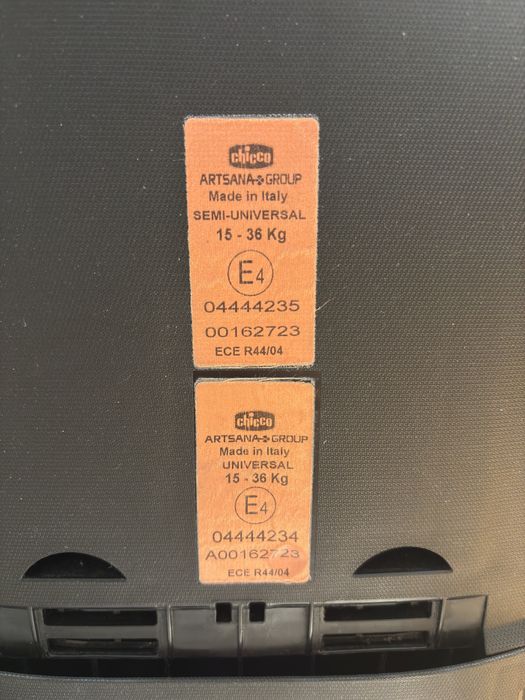 chicco
ARTSANA GROUP
Made in Italy
SEMI-UNIVERSAL
15 - 36 Kg
E4
04444235
00162723
ECE R44/04
chicco
ARTSANA GROUP
Made in Italy
UNIVERSAL
15 - 36 Kg
E4
04444234
A00162723
ECE R44/04